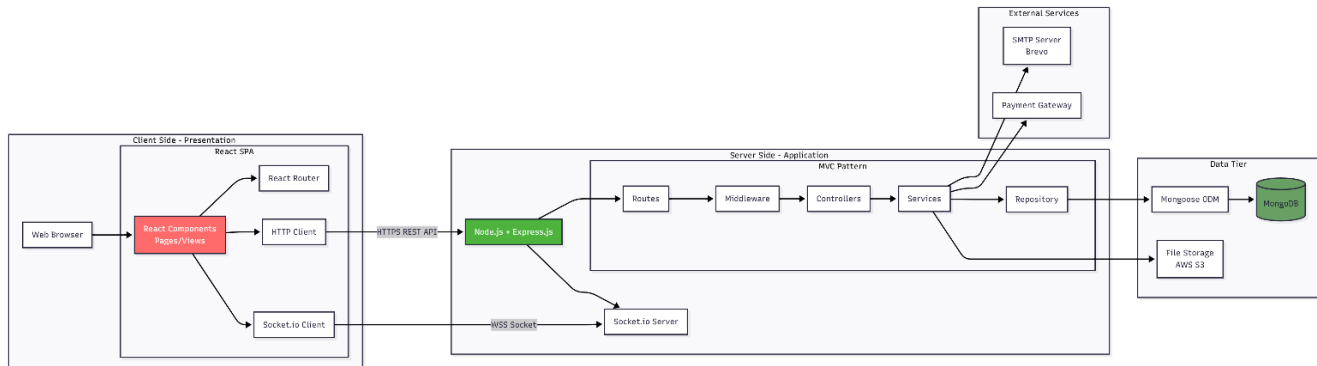 External Services
SMTP Server
Brevo
Payment Gateway
Client Side - Presentation
React SPA
React Router
Web Browser
React Components
Pages/Views
HTTP Client
Socket.io Client
HTTPS REST API
WSS Socket
Server Side - Application
MVC Pattern
Node.js + Express.js
Routes
Middleware
Controllers
Services
Repository
Socket.io Server
Data Tier
Mongoose ODM
MongoDB
File Storage
AWS S3